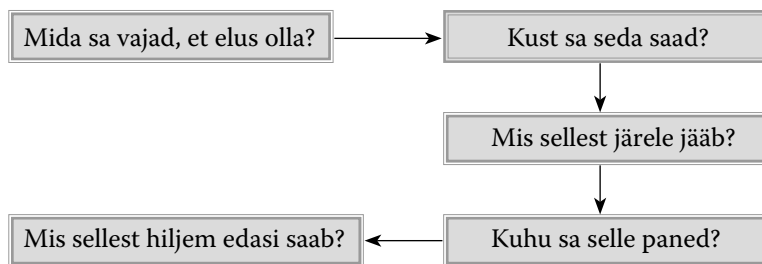 Mida sa vajad, et elus olla?
Kust sa seda saad?
Mis sellest järele jääb?
Kuhu sa selle paned?
Mis sellest hiljem edasi saab?